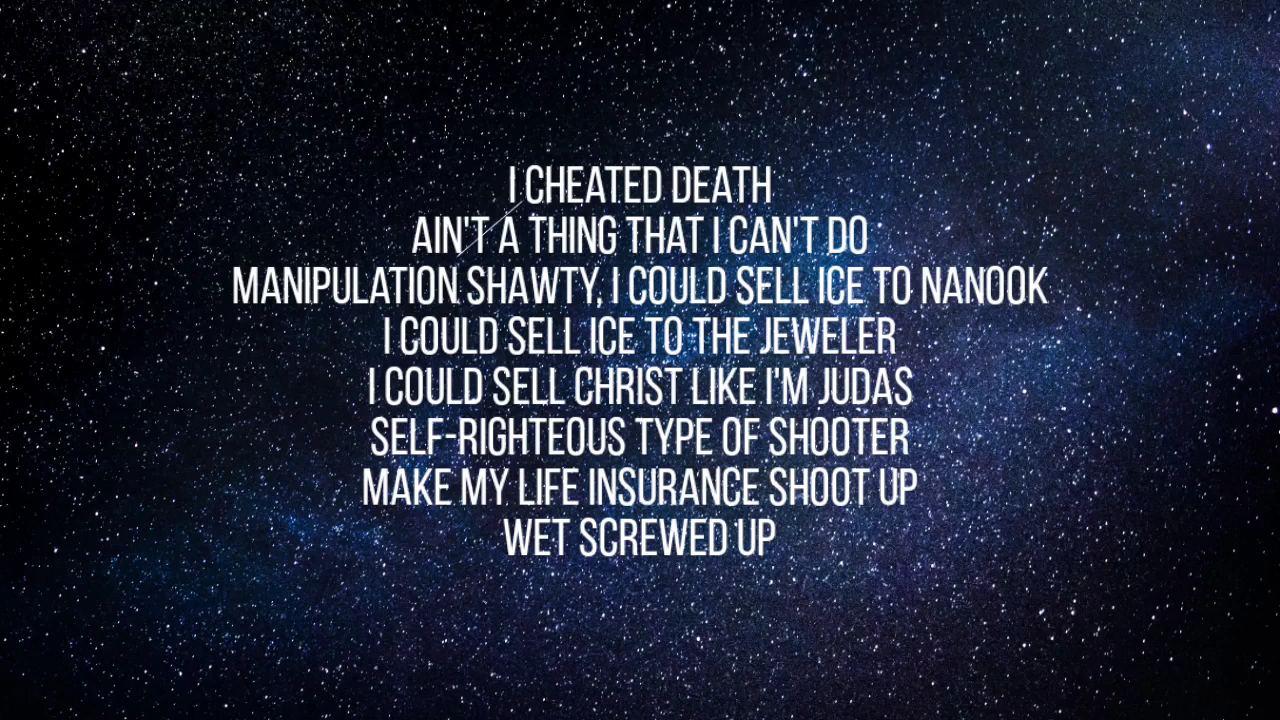 I CHEATED DEATH
AIN'T A THING THAT I CAN'T DO
MANIPULATION SHAWTY, I COULD SELL ICE TO NANOOK
I COULD SELL ICE TO THE JEWELER
I COULD SELL CHRIST LIKE I'M JUDAS
SELF-RIGHTEOUS TYPE OF SHOOTER
MAKE MY LIFE INSURANCE SHOOT UP
WET SCREWED UP